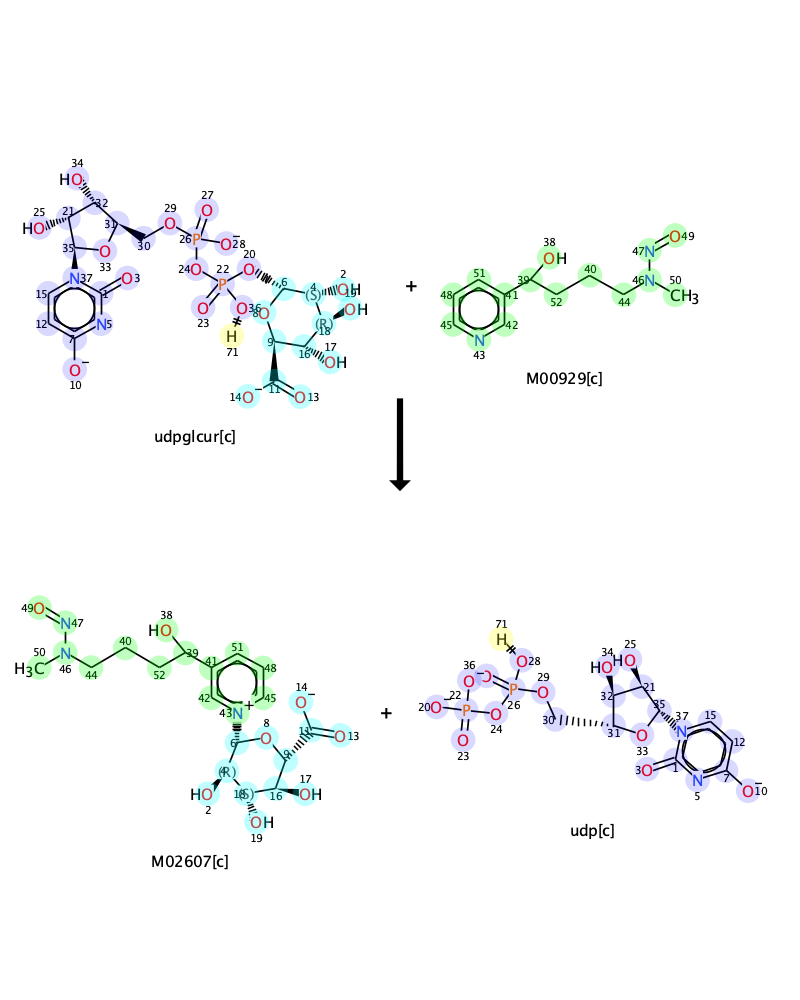 34
HO
32
25
21
HO
31
35
O
33
30
29
O
27
O
P
26
O⁻
28
24
O
22
P
20
O
O
23
O
36
H
71
N
37
O
3
15
1
12
N
5
7
O⁻
10
6
4
(S)
2
OH
19
OH
(R)
18
O
8
9
16
17
OH
11
14
O⁻
O
13
udpglcur[c]
+
38
OH
51
39
40
48
41
52
44
45
42
N
43
47
N
O
49
46
N
50
CH3
M00929[c]
49
O
N
47
50
H3C
N
46
44
40
52
38
HO
39
41
51
48
42
45
43
N
+
6
O
8
9
14
O⁻
11
O
13
(R)
(S)
18
16
17
OH
HO
2
OH
19
M02607[c]
+
71
H
O
28
36
O⁻
O
P
26
29
O
20
O⁻
22
P
O
24
O
23
30
34
HO
25
HO
32
21
35
31
O
33
37
N
15
12
1
3
O
N
5
7
O⁻
10
udp[c]